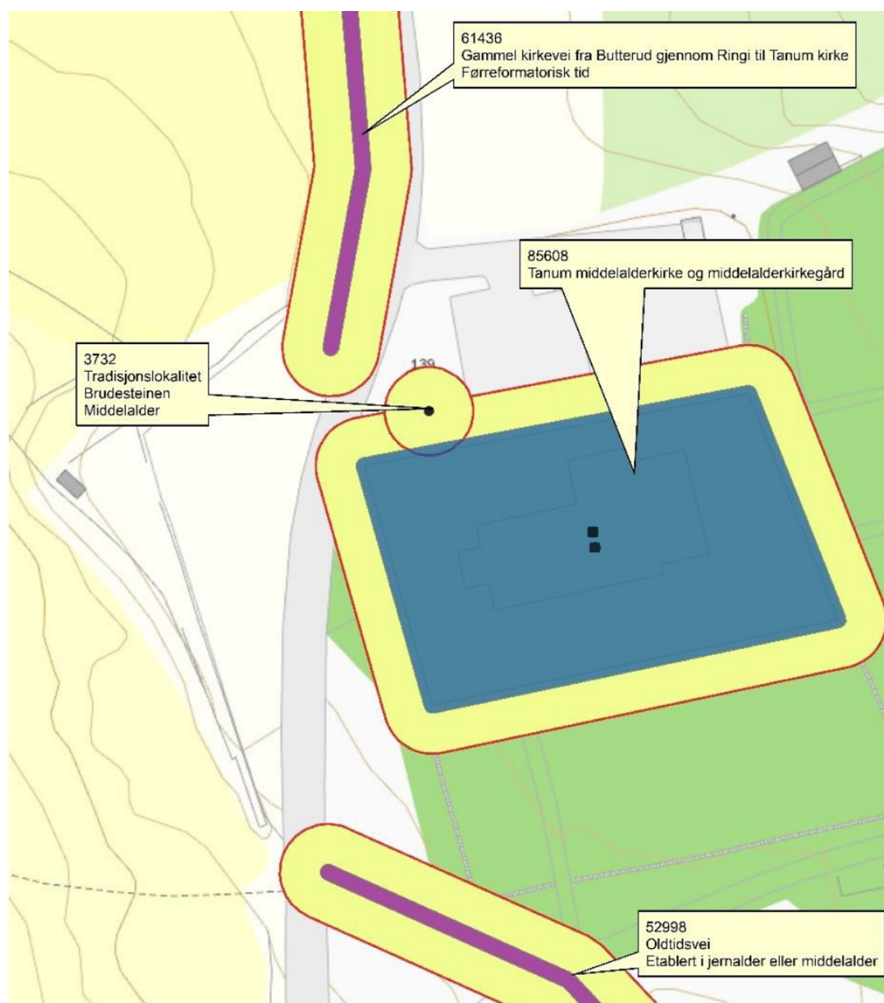 61436
Gammel kirkevei fra Butterud gjennom Ringi til Tanum kirke
Førreformatorisk tid
85608
Tanum middelalderkirke og middelalderkirkegård
3732
Tradisjonslokalitet
Brudesteinen
Middelalder
139
52998
Oldtidsvei
Etablert i jernalder eller middelalder